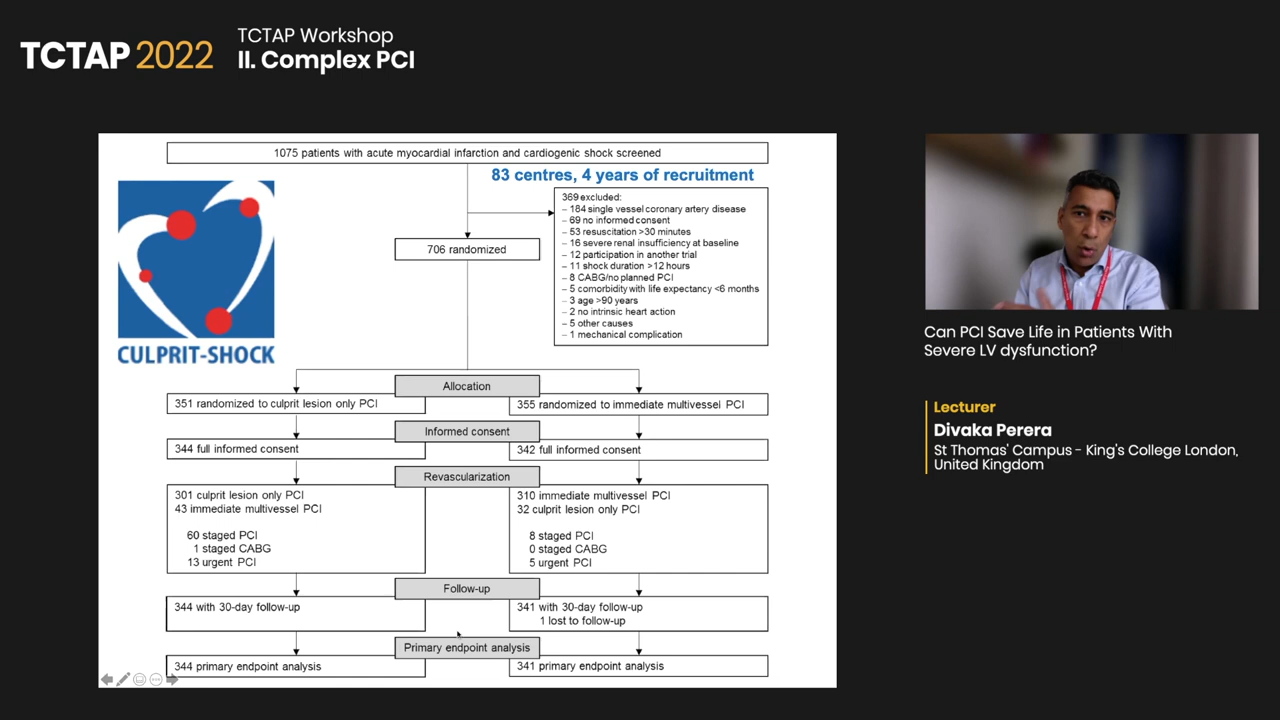 TCTAP 2022
TCTAP Workshop
II. Complex PCI
1075 patients with acute myocardial infarction and cardiogenic shock screened
83 centres, 4 years of recruitment
369 excluded:
– 184 single vessel coronary artery disease
– 69 no informed consent
– 53 resuscitation >30 minutes
– 16 severe renal insufficiency at baseline
– 12 participation in another trial
– 11 shock duration >12 hours
– 8 CABG/no planned PCI
– 5 comorbidity with life expectancy <6 months
– 3 age >90 years
– 2 no intrinsic heart action
– 5 other causes
– 1 mechanical complication
706 randomized
CULPRIT-SHOCK
Allocation
351 randomized to culprit lesion only PCI
355 randomized to immediate multivessel PCI
Informed consent
344 full informed consent
342 full informed consent
Revascularization
301 culprit lesion only PCI
43 immediate multivessel PCI
60 staged PCI
1 staged CABG
13 urgent PCI
310 immediate multivessel PCI
32 culprit lesion only PCI
8 staged PCI
0 staged CABG
5 urgent PCI
Follow-up
344 with 30-day follow-up
341 with 30-day follow-up
1 lost to follow-up
Primary endpoint analysis
344 primary endpoint analysis
341 primary endpoint analysis
Can PCI Save Life in Patients With
Severe LV dysfunction?
Lecturer
Divaka Perera
St Thomas' Campus - King's College London,
United Kingdom